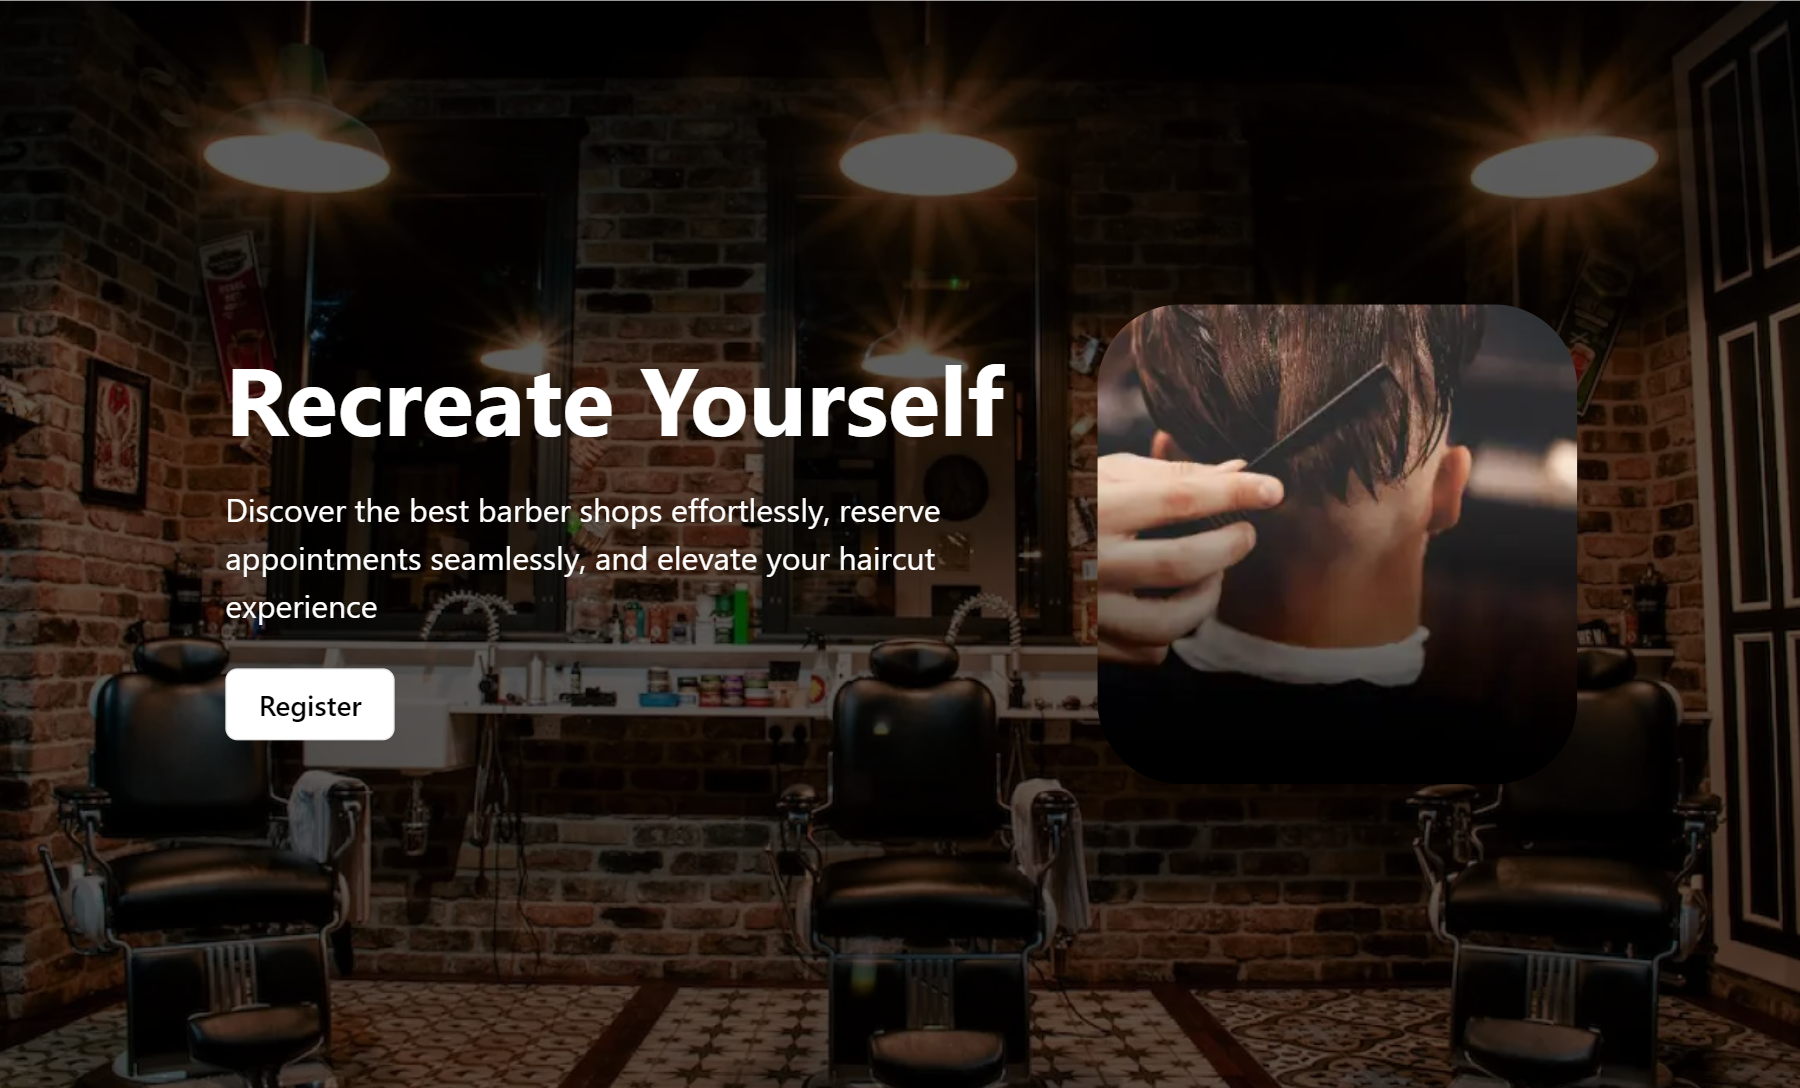 Recreate Yourself
Discover the best barber shops effortlessly, reserve
appointments seamlessly, and elevate your haircut
experience
Register